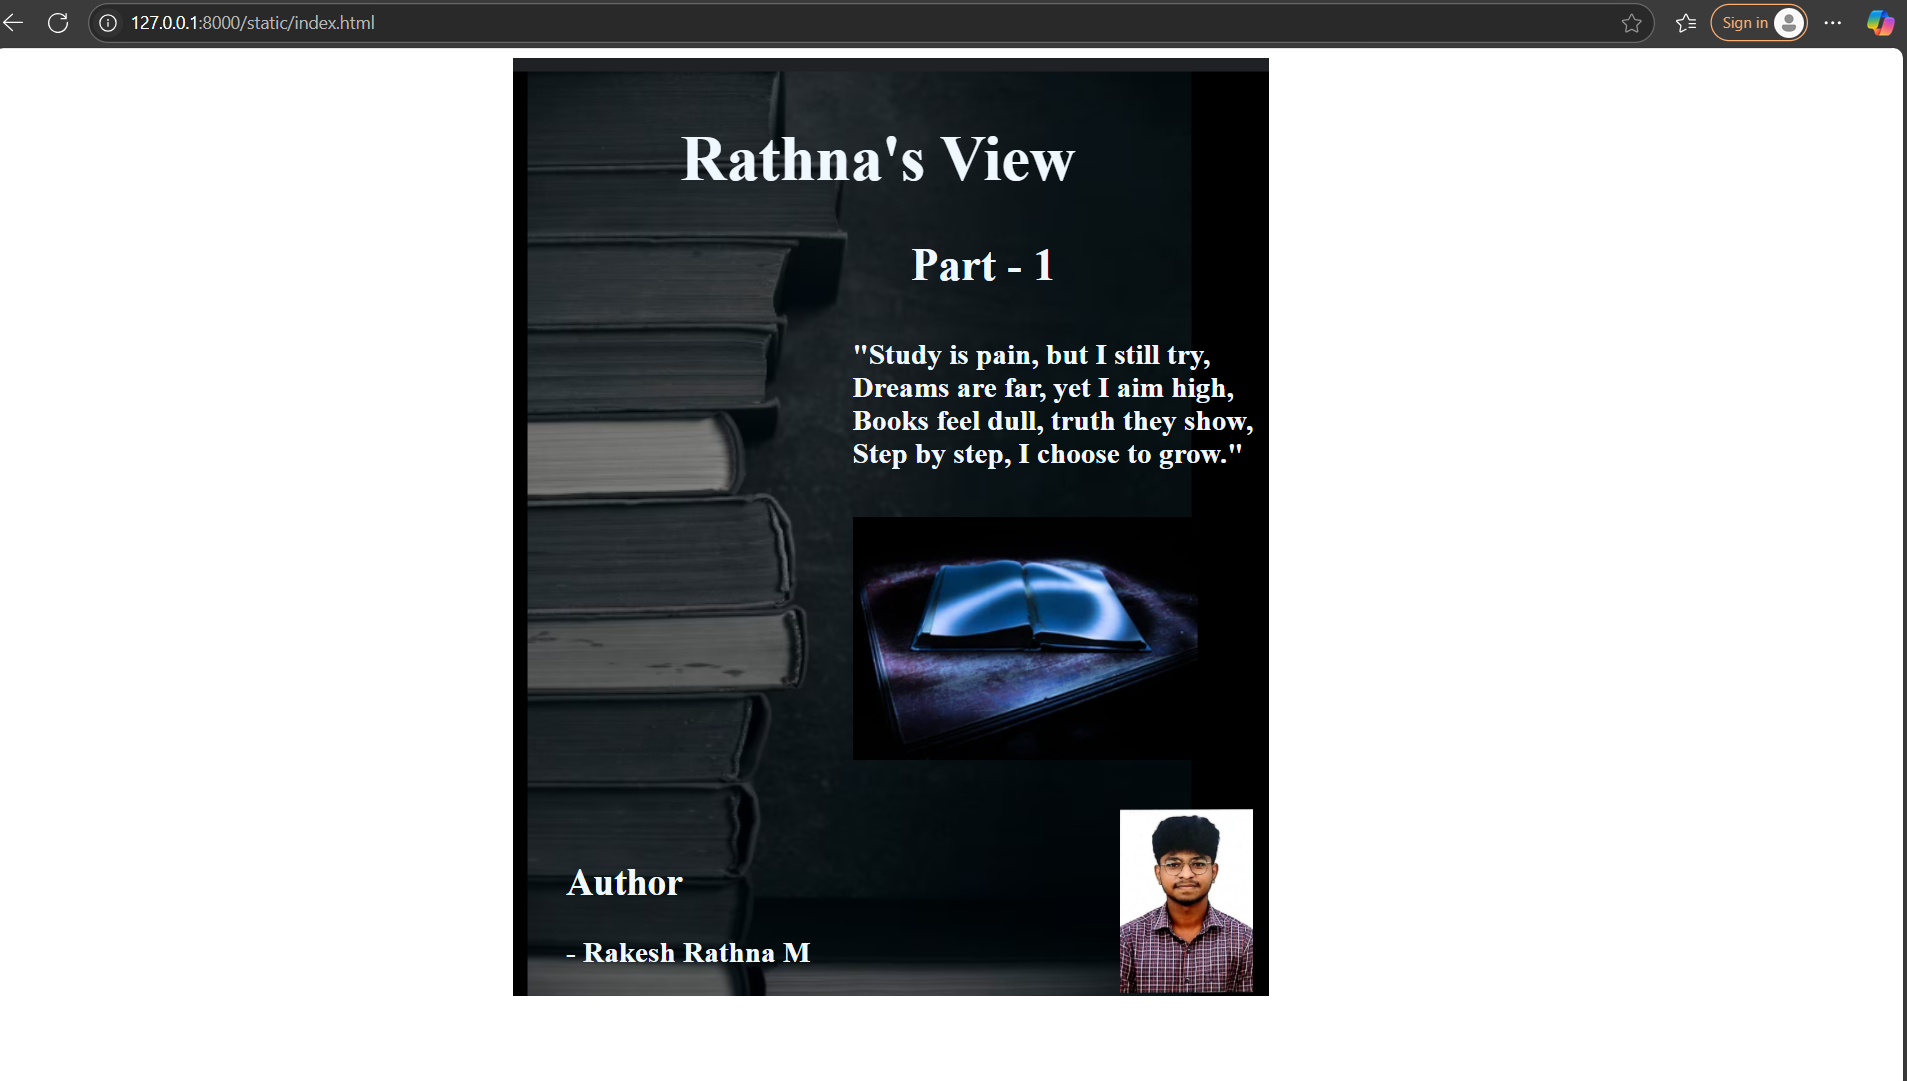 127.0.0.1:8000/static/index.html
Sign in
Rathna's View
Part - 1
"Study is pain, but I still try,
Dreams are far, yet I aim high,
Books feel dull, truth they show,
Step by step, I choose to grow."
Author
- Rakesh Rathna M